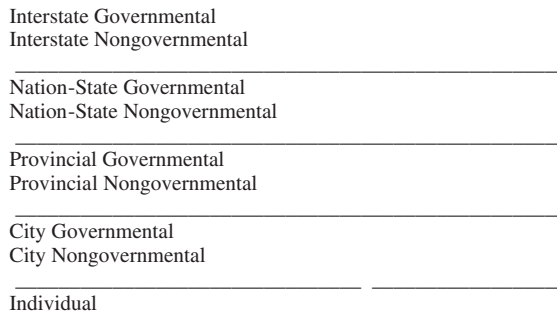 Interstate Governmental
Interstate Nongovernmental
Nation-State Governmental
Nation-State Nongovernmental
Provincial Governmental
Provincial Nongovernmental
City Governmental
City Nongovernmental
Individual